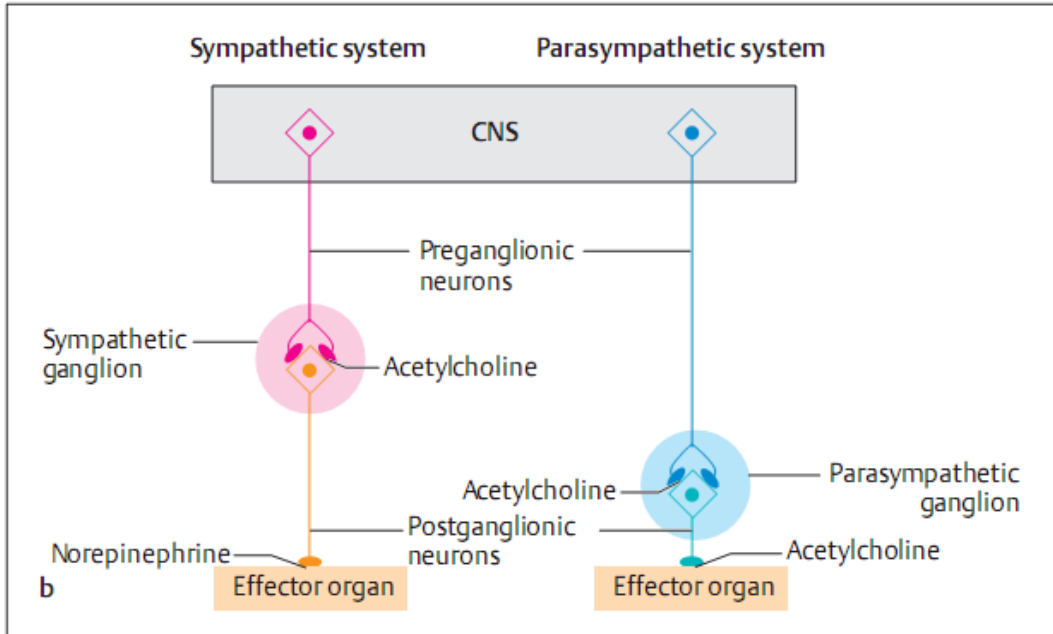 Sympathetic system
Parasympathetic system
CNS
Preganglionic
neurons
Sympathetic
ganglion
Acetylcholine
Acetylcholine
Parasympathetic
ganglion
Postganglionic
neurons
Norepinephrine
Acetylcholine
b
Effector organ
Effector organ